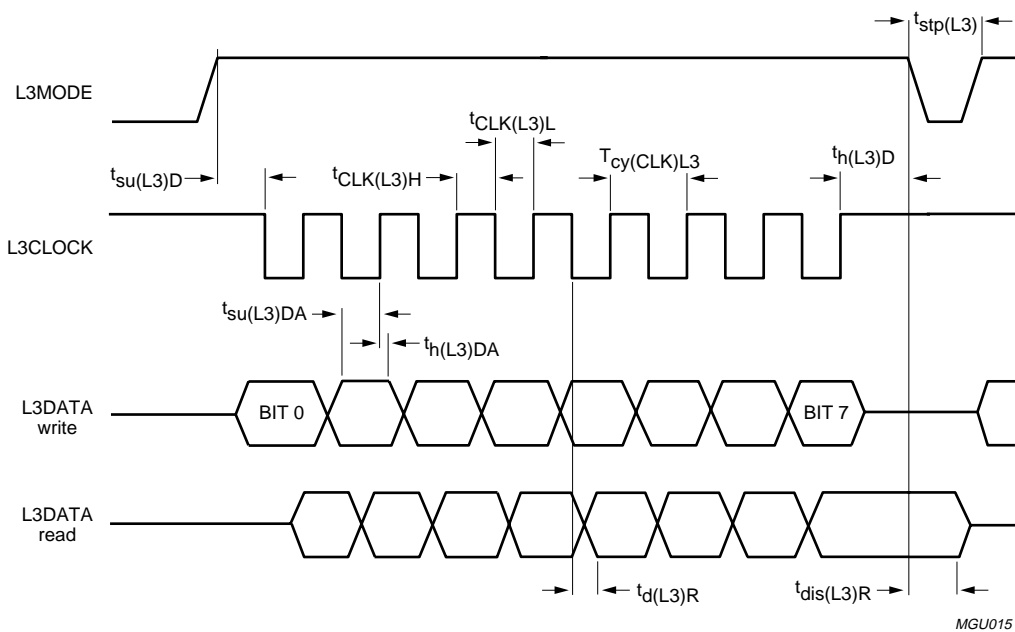 tstp(L3)
L3MODE
tCLK(L3)L
tsu(L3)D
tCLK(L3)H
Tcy(CLK)L3
th(L3)D
L3CLOCK
tsu(L3)DA
th(L3)DA
L3DATA
write
BIT 0
BIT 7
L3DATA
read
td(L3)R
tdis(L3)R
MGU015